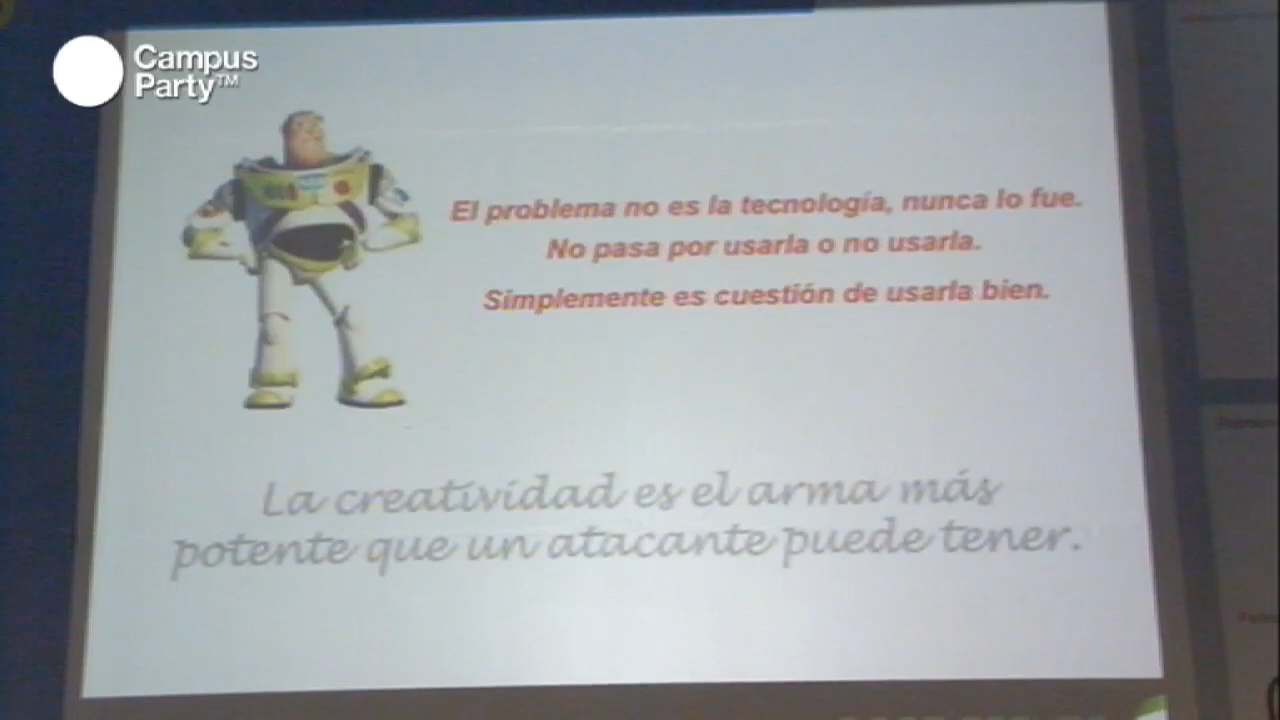 Campus
Party™
El problema no es la tecnología, nunca lo fue.
No pasa por usarla o no usarla.
Simplemente es cuestión de usarla bien.
La creatividad es el arma más
potente que un atacante puede tener.